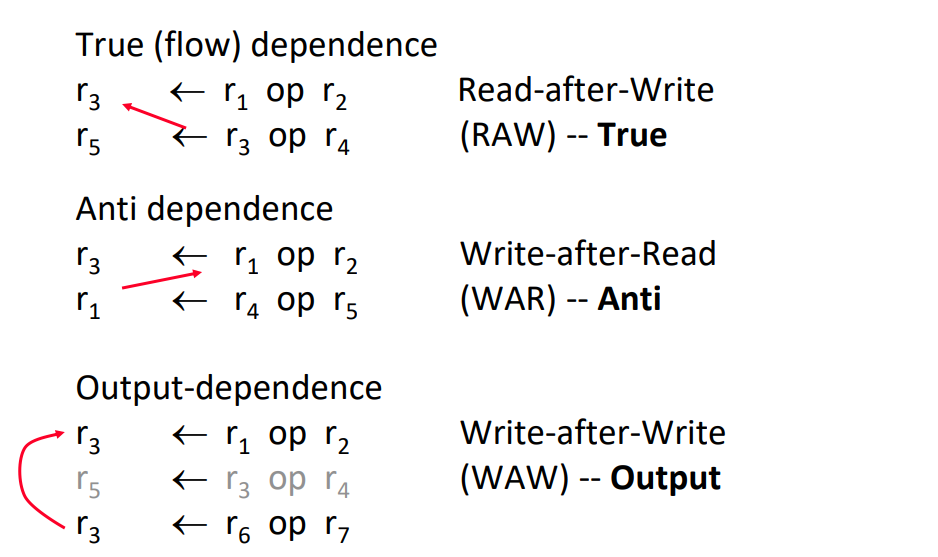 True (flow) dependence
r₃ ← r₁ op r₂ Read-after-Write
r₅ ← r₃ op r₄ (RAW) -- True
Anti dependence
r₃ ← r₁ op r₂ Write-after-Read
r₁ ← r₄ op r₅ (WAR) -- Anti
Output-dependence
r₃ ← r₁ op r₂ Write-after-Write
r₅ ← r₃ op r₄ (WAW) -- Output
r₃ ← r₆ op r₇